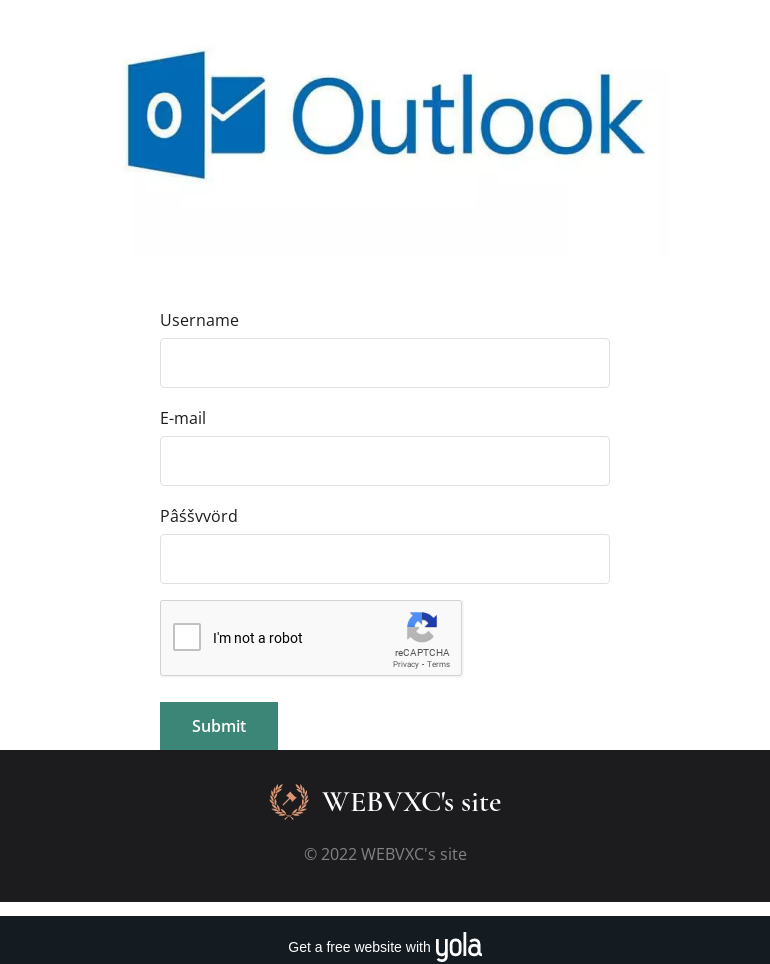 Outlook
Username
E-mail
Pâśšvvörd
I'm not a robot
reCAPTCHA
Privacy - Terms
Submit
WEBVXC's site
© 2022 WEBVXC's site
Get a free website with yola